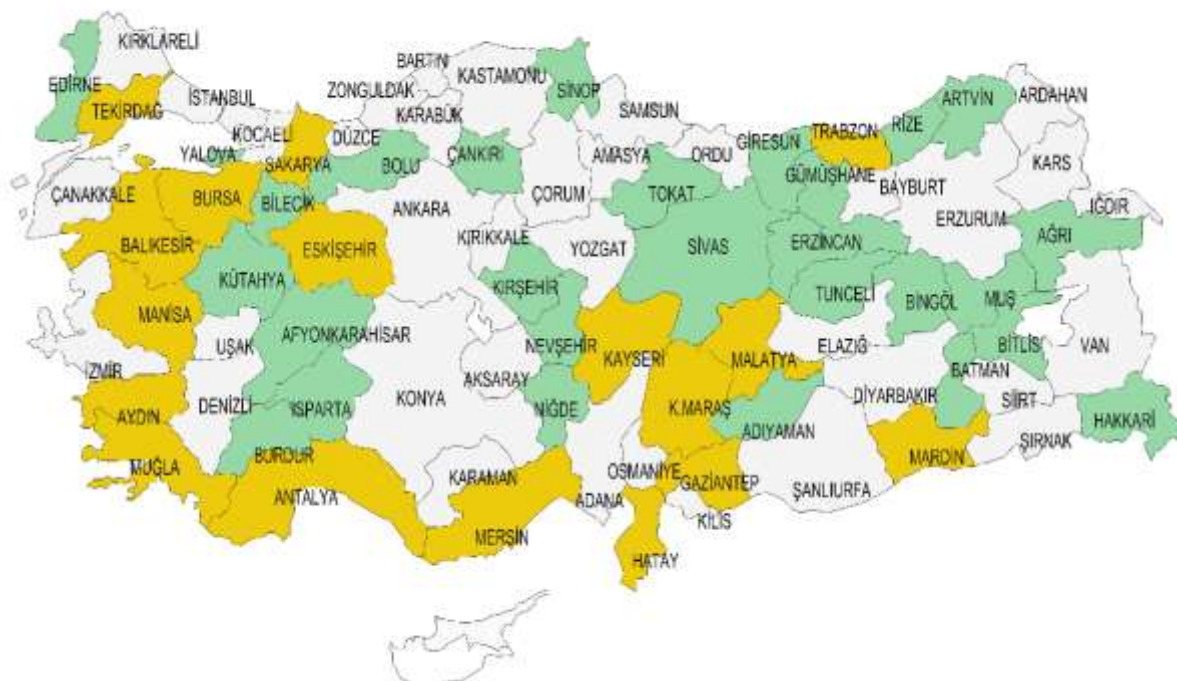 KIRKLARELİ
EDİRNE
TEKİRDAĞ
İSTANBUL
KOCAELİ
YALOVA
SAKARYA
DÜZCE
ZONGULDAK
BARTIN
KARABÜK
KASTAMONU
SİNOP
SAMSUN
ORDU
GİRESUN
TRABZON
RİZE
ARTVİN
ARDAHAN
ÇANAKKALE
BURSA
BİLECİK
BOLU
ÇANKIRI
ÇORUM
AMASYA
TOKAT
GÜMÜŞHANE
BAYBURT
ERZURUM
KARS
IĞDIR
BALIKESİR
KÜTAHYA
ESKİŞEHİR
ANKARA
KIRIKKALE
YOZGAT
SİVAS
ERZİNCAN
AĞRI
MANİSA
UŞAK
AFYONKARAHİSAR
KIRŞEHİR
NEVŞEHİR
KAYSERİ
MALATYA
TUNCELİ
BİNGÖL
MUŞ
BİTLİS
VAN
İZMİR
AYDIN
DENİZLİ
ISPARTA
KONYA
AKSARAY
NİĞDE
K.MARAŞ
ADIYAMAN
ELAZIĞ
DİYARBAKIR
BATMAN
SİİRT
ŞIRNAK
HAKKARİ
MUĞLA
BURDUR
ANTALYA
KARAMAN
MERSİN
ADANA
OSMANİYE
GAZİANTEP
KİLİS
ŞANLIURFA
MARDİN
HATAY